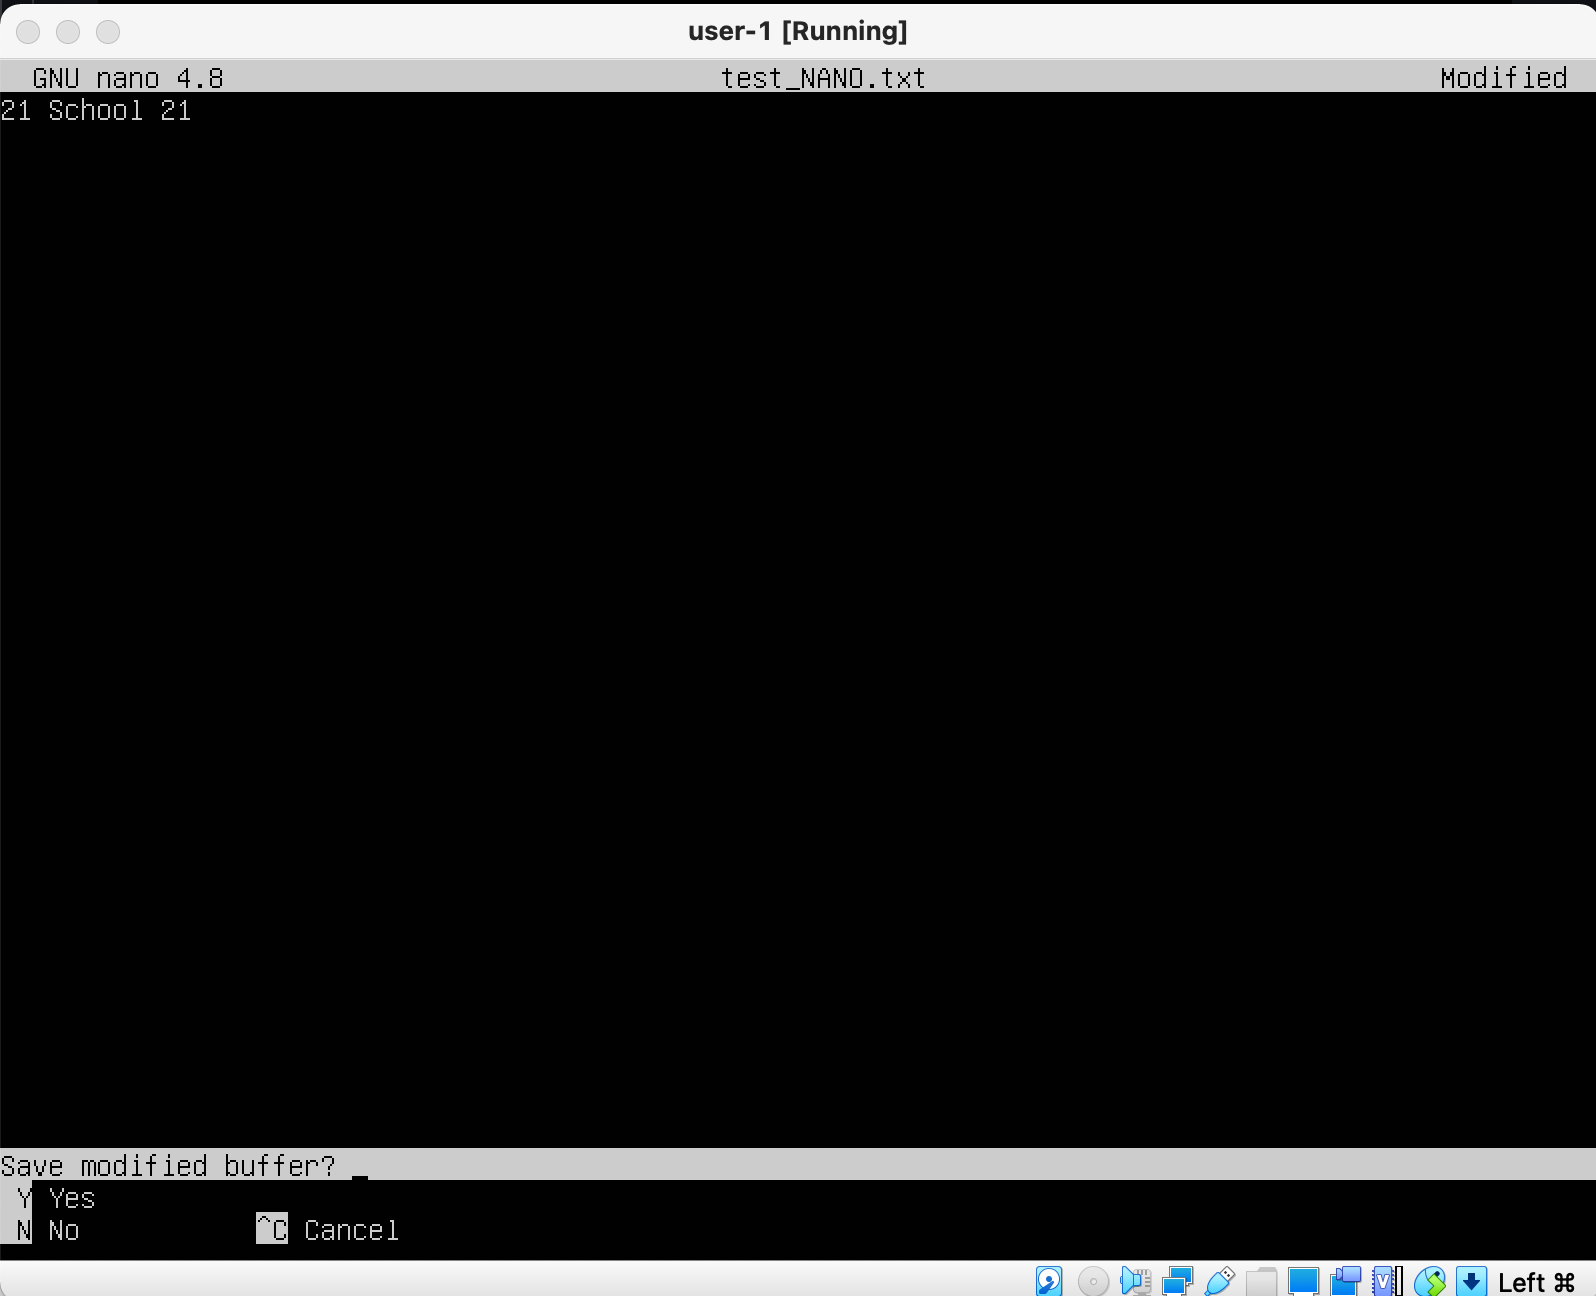 user-1 [Running]
GNU nano 4.8 test_NANO.txt Modified
21 School 21
Save modified buffer?
Y Yes
N No ^C Cancel
Left ⌘